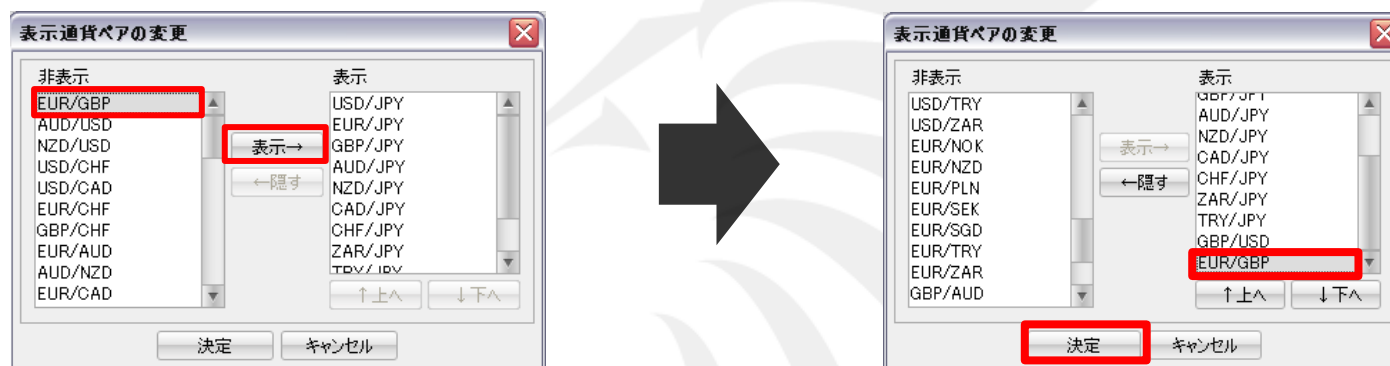 表示通貨ペアの変更
非表示
表示
EUR/GBP
AUD/USD
NZD/USD
USD/CHF
USD/CAD
EUR/CHF
GBP/CHF
EUR/AUD
AUD/NZD
EUR/CAD
表示→
←隠す
USD/JPY
EUR/JPY
GBP/JPY
AUD/JPY
NZD/JPY
CAD/JPY
CHF/JPY
ZAR/JPY
TRY/JPY
↑上へ
↓下へ
決定
キャンセル
表示通貨ペアの変更
非表示
表示
USD/TRY
USD/ZAR
EUR/NOK
EUR/NZD
EUR/PLN
EUR/SEK
EUR/SGD
EUR/TRY
EUR/ZAR
GBP/AUD
表示→
←隠す
GBP/JPY
AUD/JPY
NZD/JPY
CAD/JPY
CHF/JPY
ZAR/JPY
TRY/JPY
GBP/USD
EUR/GBP
↑上へ
↓下へ
決定
キャンセル